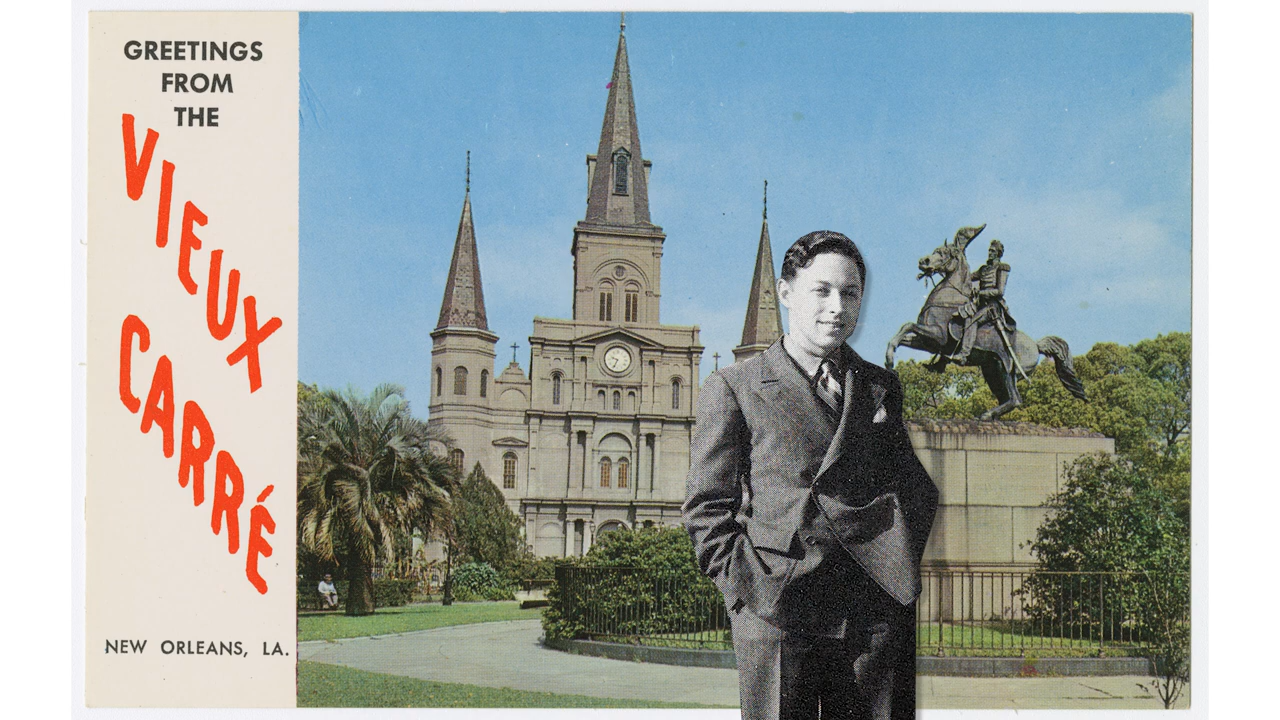 GREETINGS
FROM
THE
VIEUX
CARRÉ
NEW ORLEANS, LA.